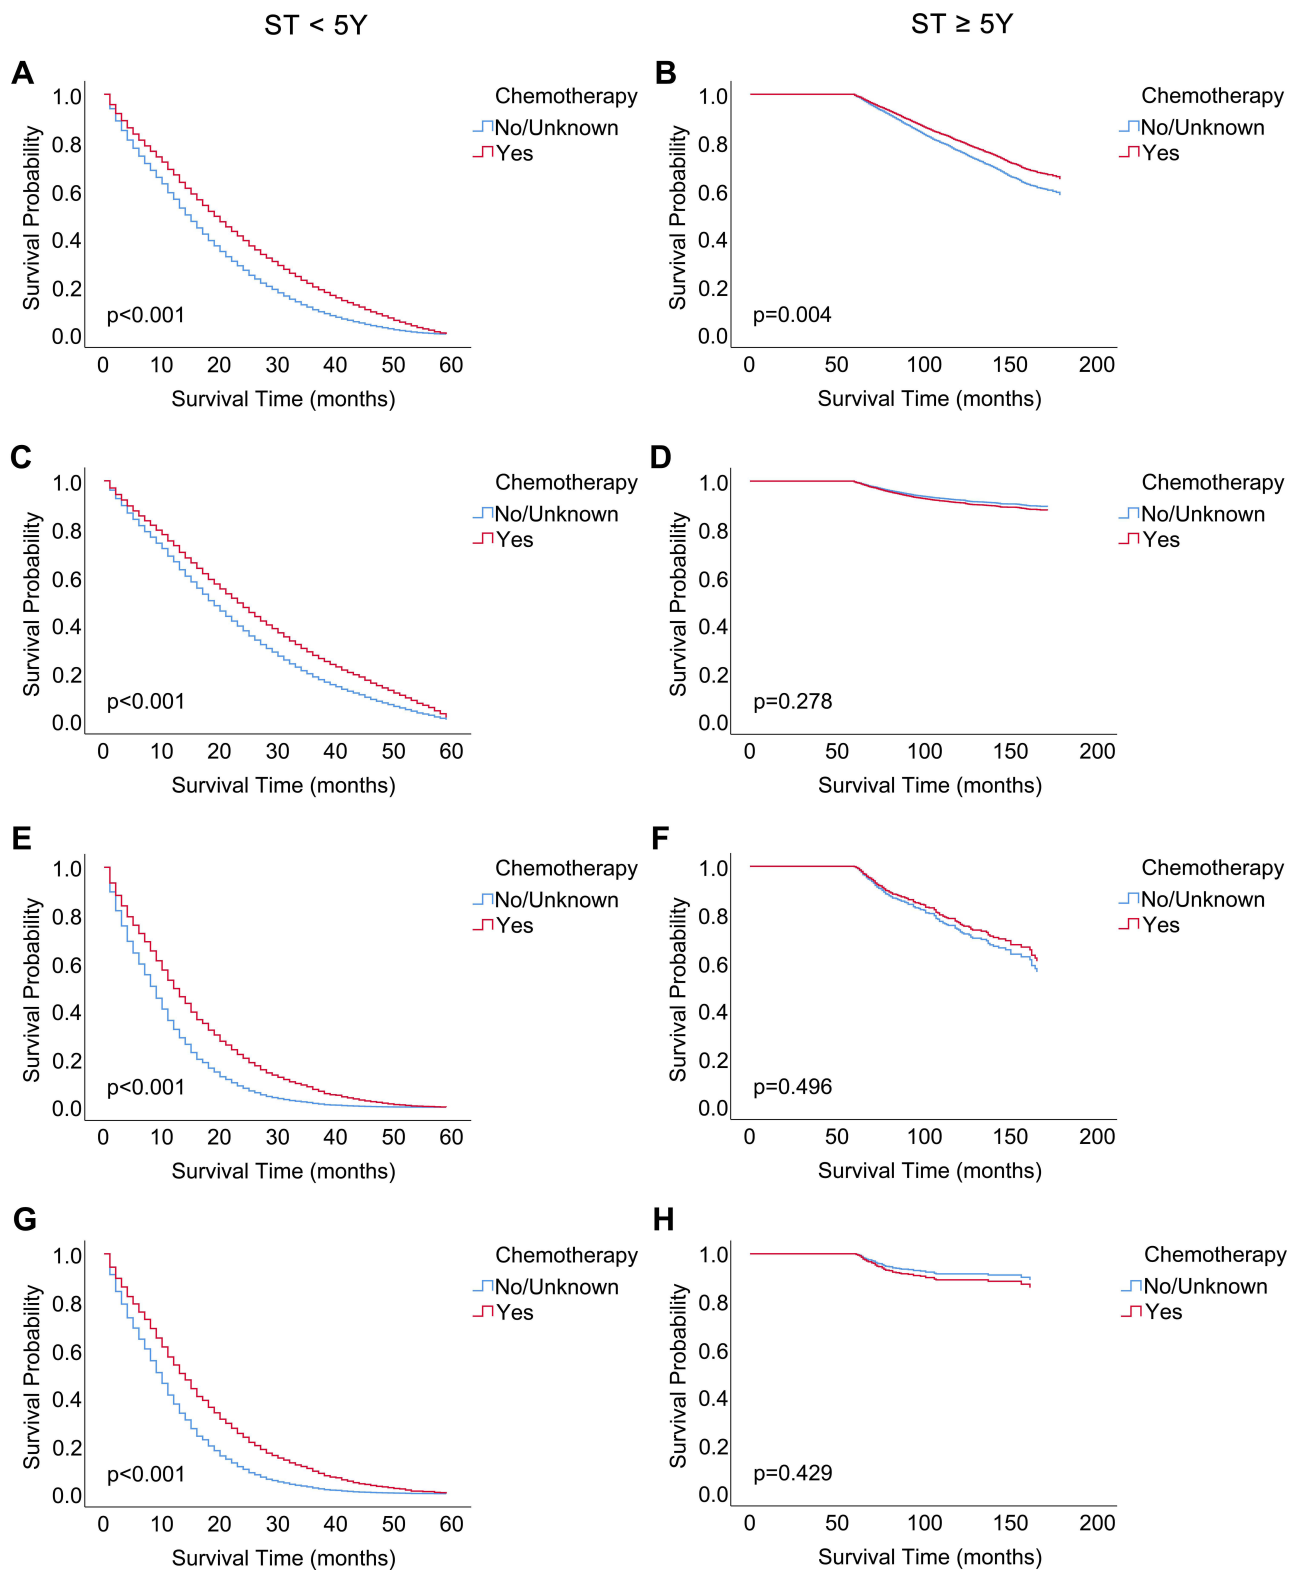 ST < 5Y
ST ≥ 5Y
A
Survival Probability
1.0
0.8
0.6
0.4
0.2
0.0
p<0.001
0 10 20 30 40 50 60
Survival Time (months)
Chemotherapy
No/Unknown
Yes
B
Survival Probability
1.0
0.8
0.6
0.4
0.2
0.0
p=0.004
0 50 100 150 200
Survival Time (months)
Chemotherapy
No/Unknown
Yes
C
Survival Probability
1.0
0.8
0.6
0.4
0.2
0.0
p<0.001
0 10 20 30 40 50 60
Survival Time (months)
Chemotherapy
No/Unknown
Yes
D
Survival Probability
1.0
0.8
0.6
0.4
0.2
0.0
p=0.278
0 50 100 150 200
Survival Time (months)
Chemotherapy
No/Unknown
Yes
E
Survival Probability
1.0
0.8
0.6
0.4
0.2
0.0
p<0.001
0 10 20 30 40 50 60
Survival Time (months)
Chemotherapy
No/Unknown
Yes
F
Survival Probability
1.0
0.8
0.6
0.4
0.2
0.0
p=0.496
0 50 100 150 200
Survival Time (months)
Chemotherapy
No/Unknown
Yes
G
Survival Probability
1.0
0.8
0.6
0.4
0.2
0.0
p<0.001
0 10 20 30 40 50 60
Survival Time (months)
Chemotherapy
No/Unknown
Yes
H
Survival Probability
1.0
0.8
0.6
0.4
0.2
0.0
p=0.429
0 50 100 150 200
Survival Time (months)
Chemotherapy
No/Unknown
Yes